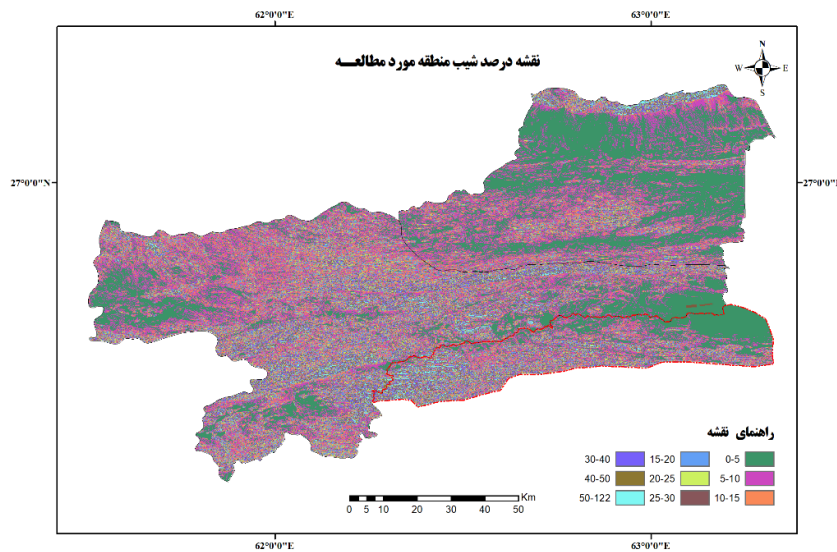 62°0'0"E 63°0'0"E
نقشه درصد شیب منطقه مورد مطالعـــه
N
W E
S
27°0'0"N 27°0'0"N
راهنمای نقشه
30-40 15-20 0-5
40-50 20-25 5-10
50-122 25-30 10-15
Km
0 5 10 20 30 40 50
62°0'0"E 63°0'0"E